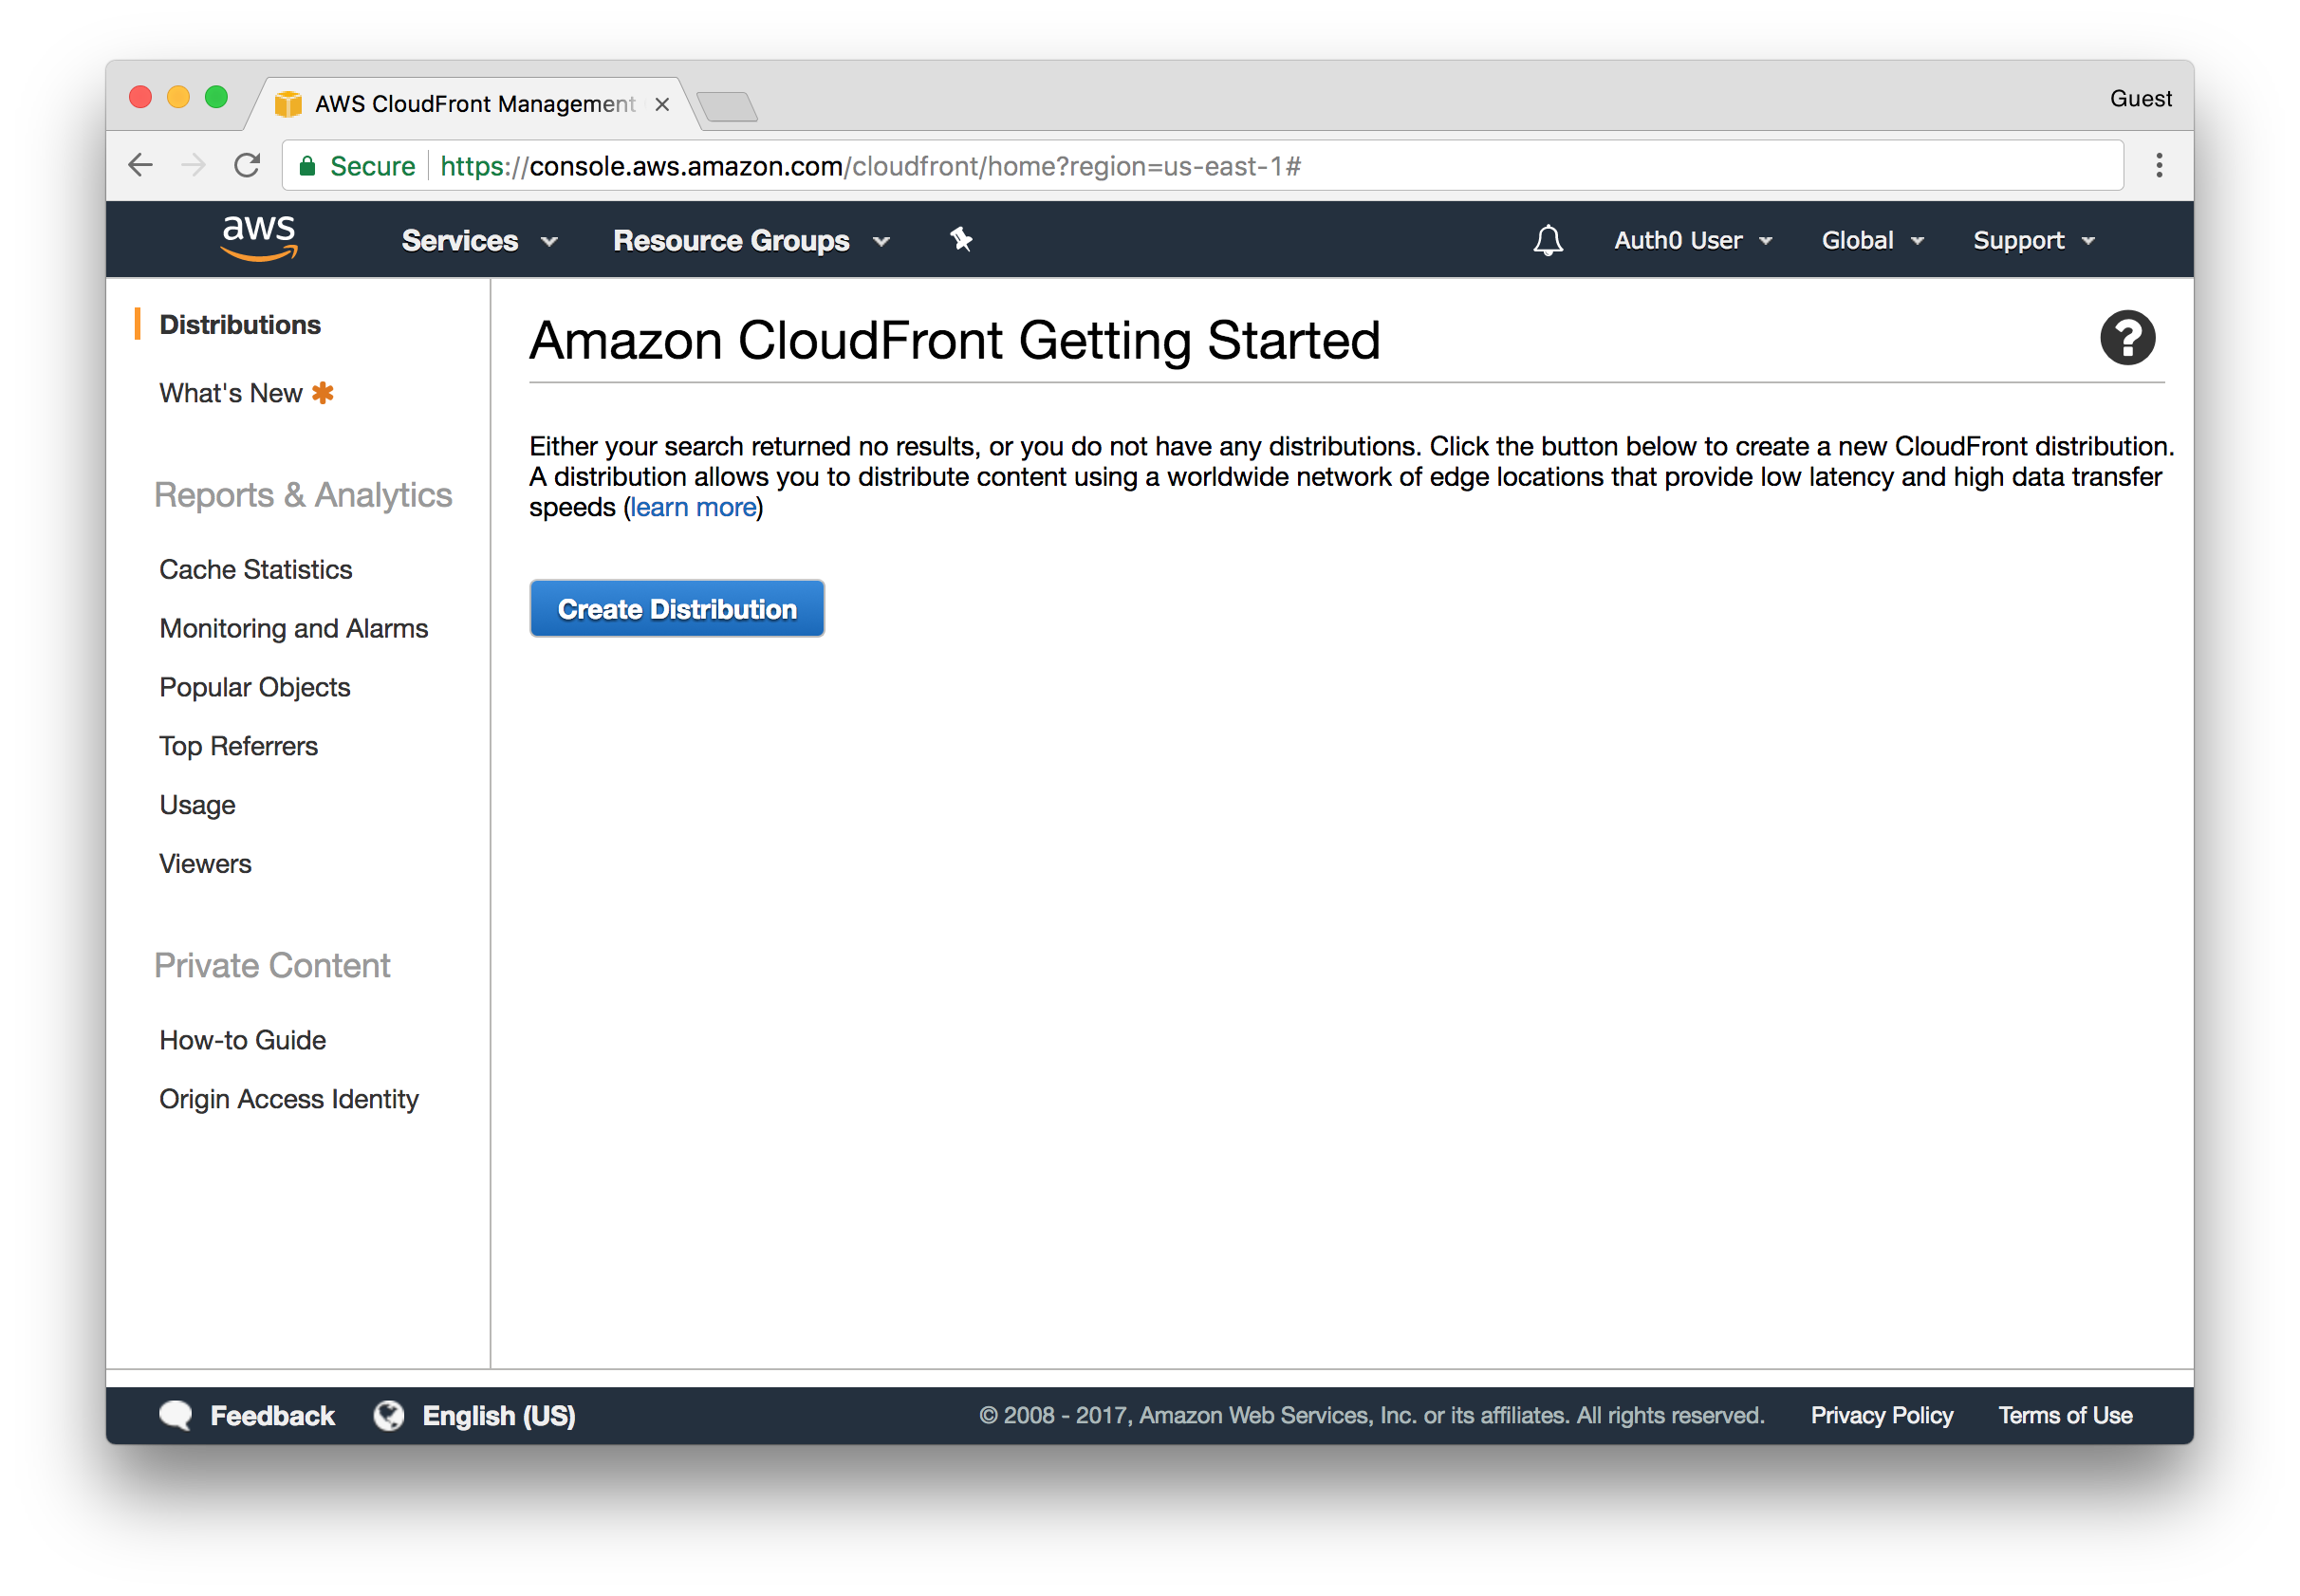 AWS CloudFront Management
Guest
Secure https://console.aws.amazon.com/cloudfront/home?region=us-east-1#
aws Services Resource Groups Auth0 User Global Support
Distributions
What's New
Reports & Analytics
Cache Statistics
Monitoring and Alarms
Popular Objects
Top Referrers
Usage
Viewers
Private Content
How-to Guide
Origin Access Identity
Amazon CloudFront Getting Started
Either your search returned no results, or you do not have any distributions. Click the button below to create a new CloudFront distribution.
A distribution allows you to distribute content using a worldwide network of edge locations that provide low latency and high data transfer
speeds (learn more)
Create Distribution
Feedback English (US) © 2008 - 2017, Amazon Web Services, Inc. or its affiliates. All rights reserved. Privacy Policy Terms of Use